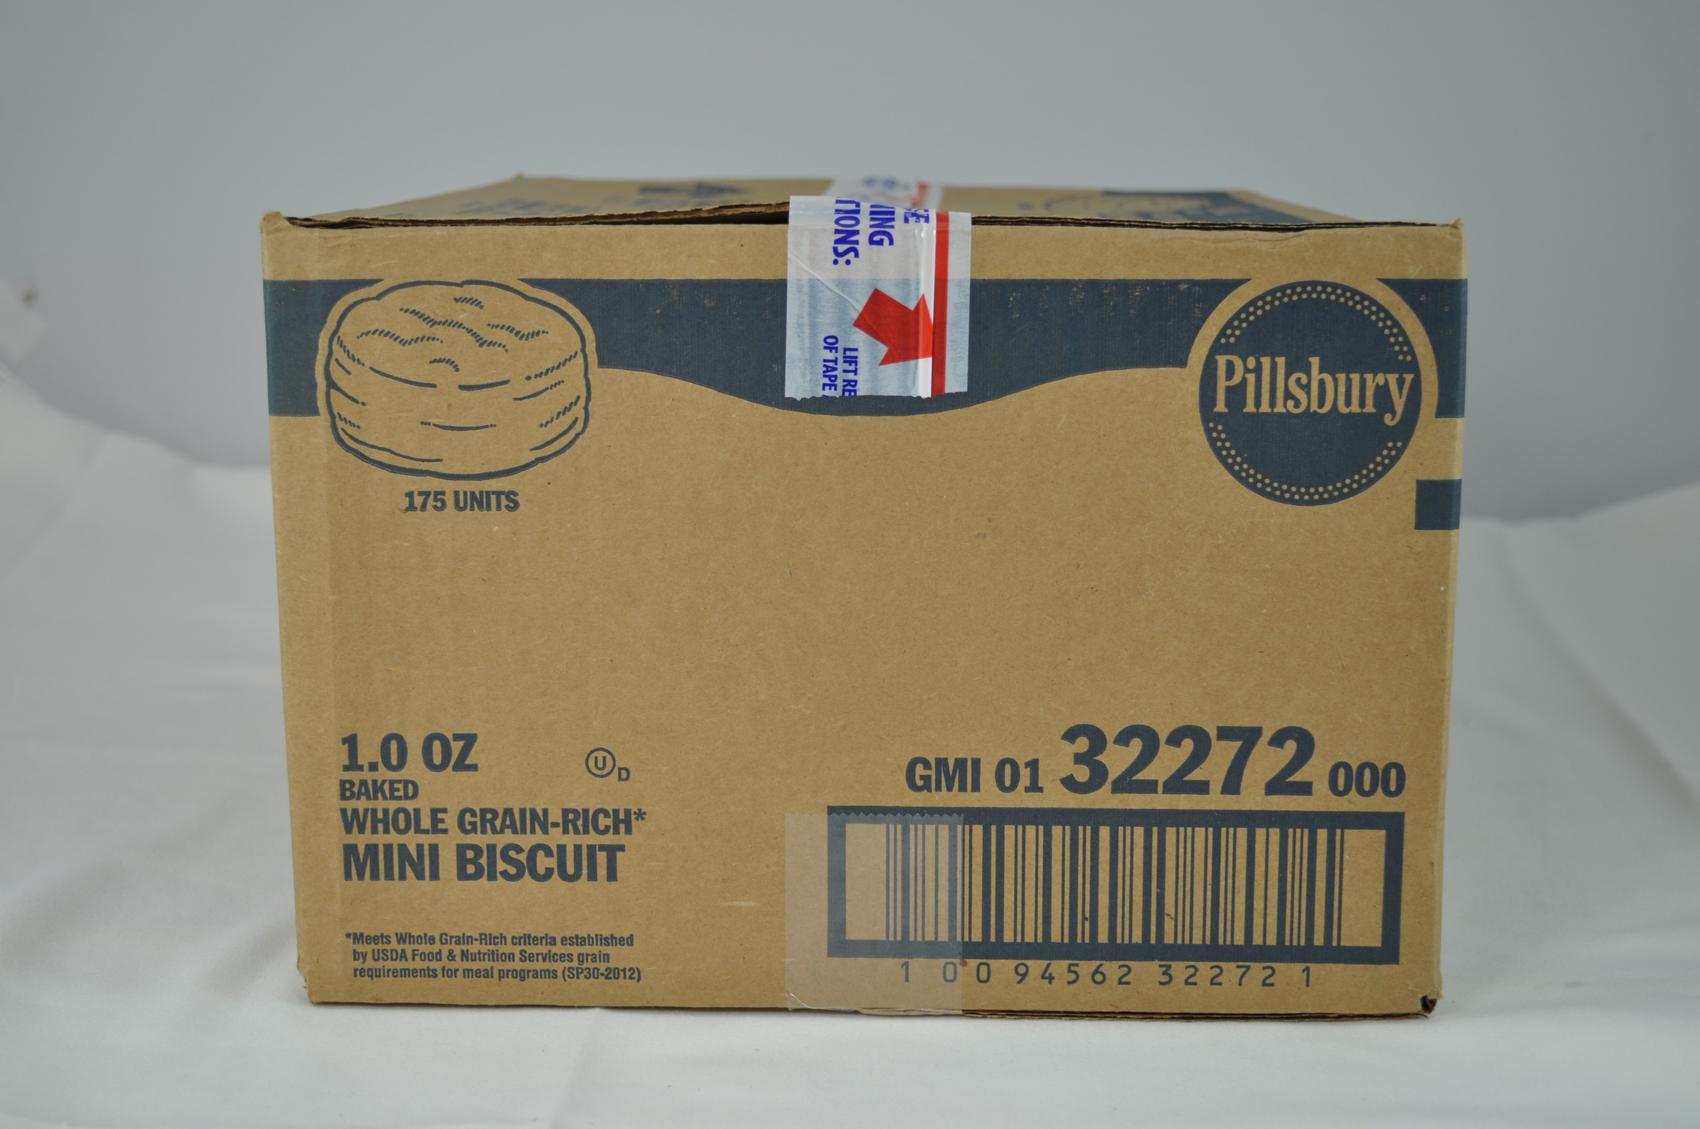 ING
TIONS:
LIFT RE
OF TAPE
Pillsbury
175 UNITS
1.0 OZ
BAKED
WHOLE GRAIN-RICH*
MINI BISCUIT
U D
GMI 01 32272 000
*Meets Whole Grain-Rich criteria established
by USDA Food & Nutrition Services grain
requirements for meal programs (SP30-2012)
1 00 94562 32272 1